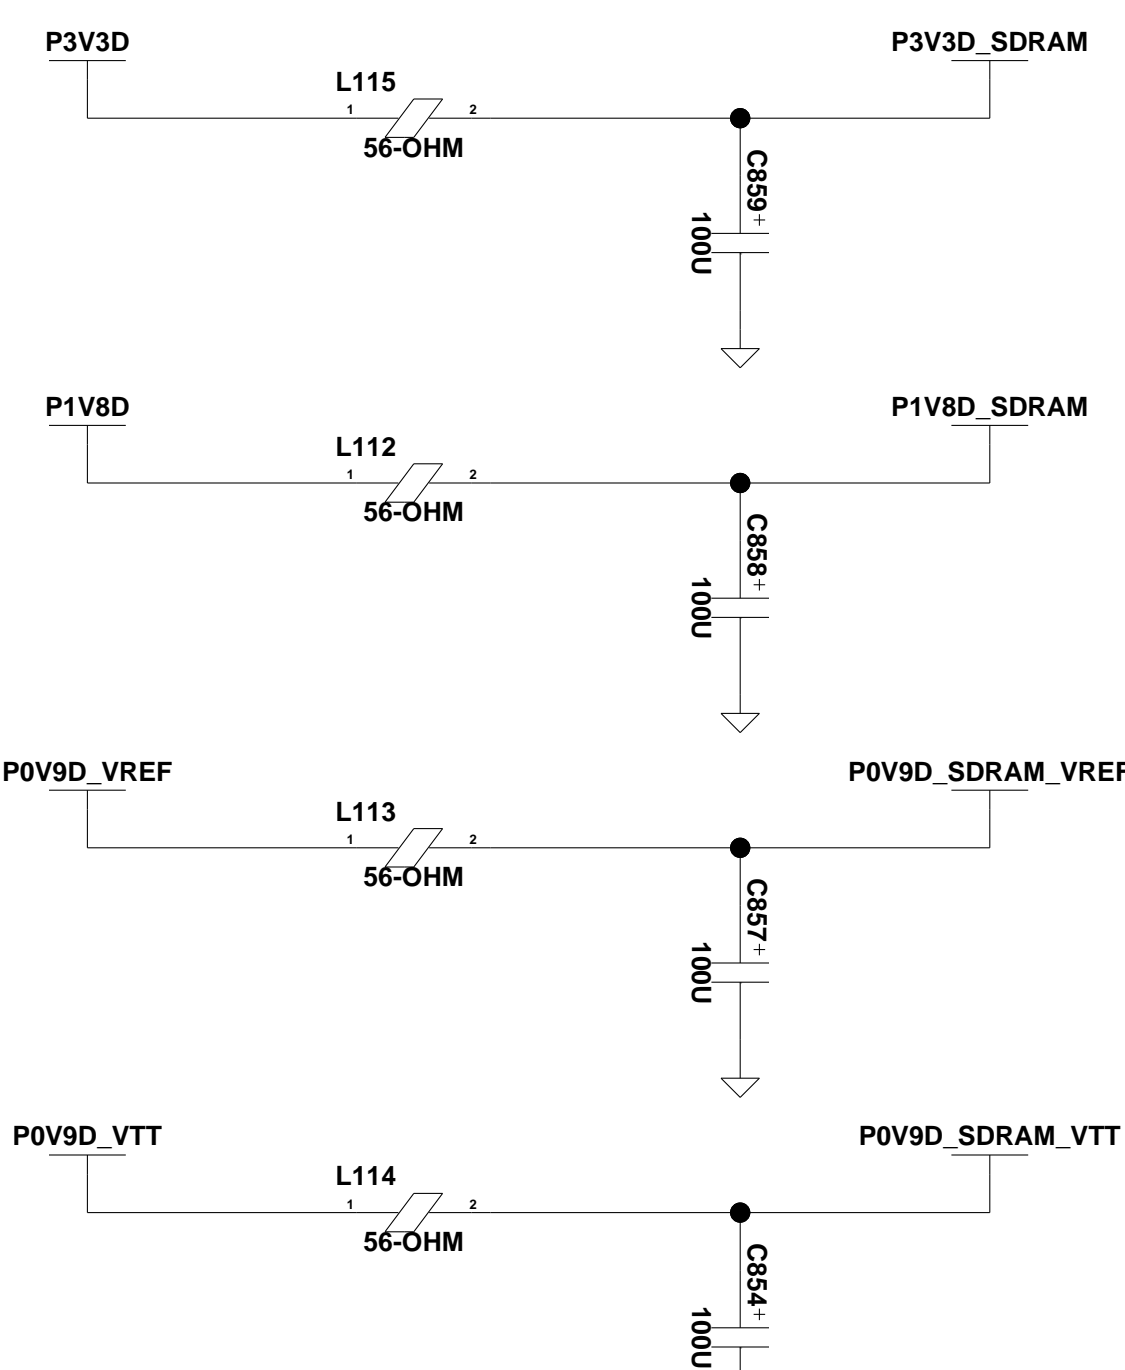 P3V3D
P3V3D_SDRAM
L115
1
2
56-OHM
C859
+
100U
P1V8D
P1V8D_SDRAM
L112
1
2
56-OHM
C858
+
100U
P0V9D_VREF
P0V9D_SDRAM_VREF
L113
1
2
56-OHM
C857
+
100U
P0V9D_VTT
P0V9D_SDRAM_VTT
L114
1
2
56-OHM
C854
+
100U